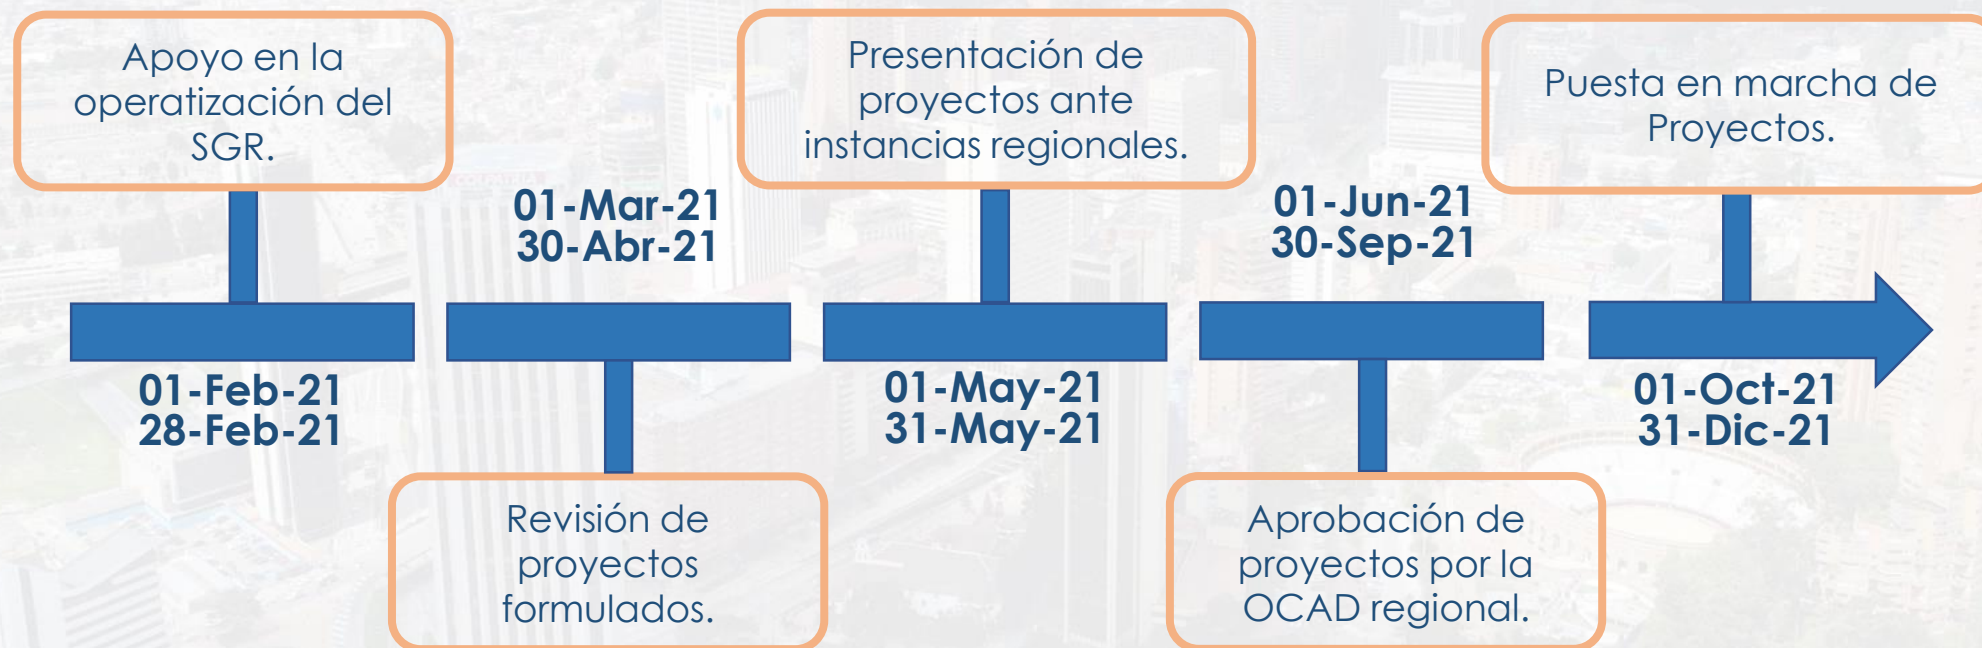 Apoyo en la
operatización del
SGR.
01-Feb-21
28-Feb-21
01-Mar-21
30-Abr-21
Revisión de
proyectos
formulados.
Presentación de
proyectos ante
instancias regionales.
01-May-21
31-May-21
01-Jun-21
30-Sep-21
Aprobación de
proyectos por la
OCAD regional.
Puesta en marcha de
Proyectos.
01-Oct-21
31-Dic-21